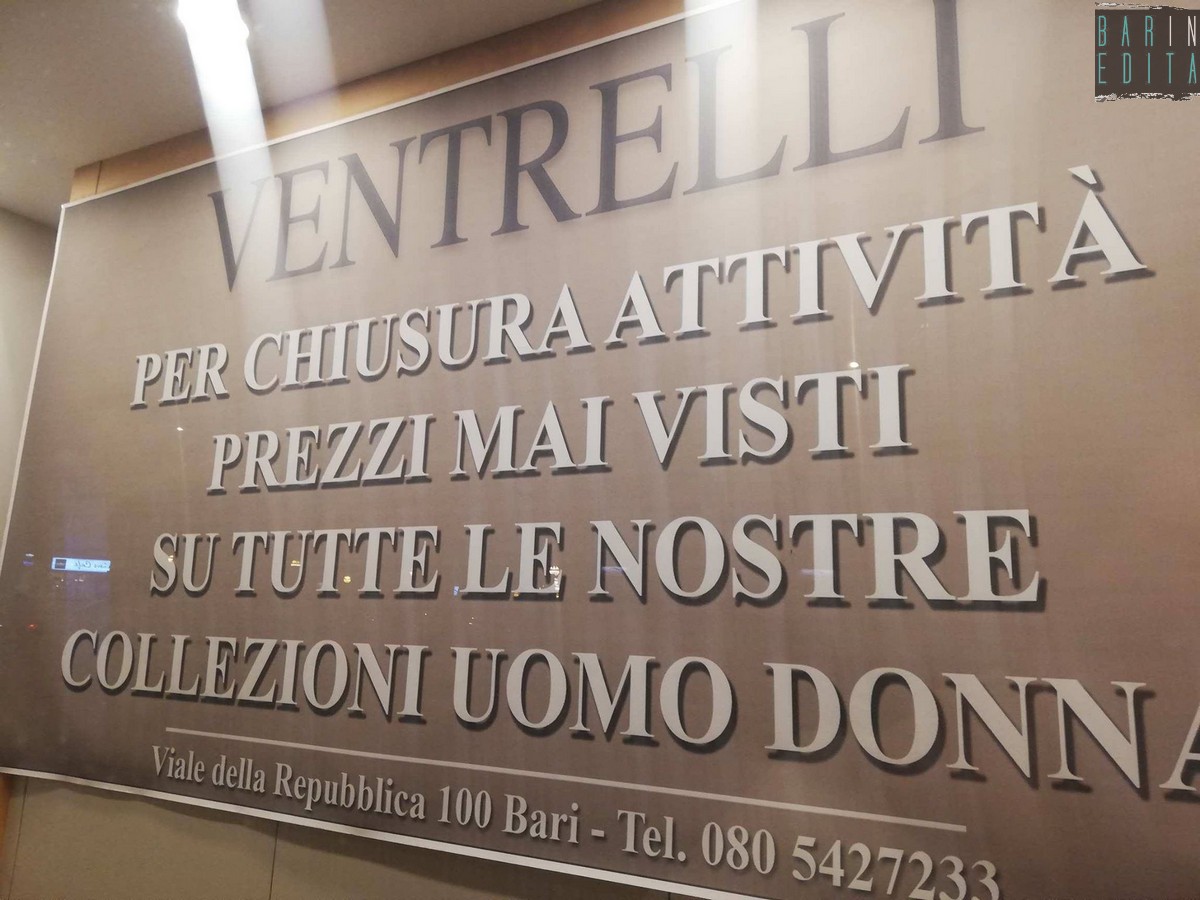 BARIN
EDITA
VENTRELLI
PER CHIUSURA ATTIVITÀ
PREZZI MAI VISTI
SU TUTTE LE NOSTRE
COLLEZIONI UOMO DONNA
Viale della Repubblica 100 Bari - Tel. 080 5427233